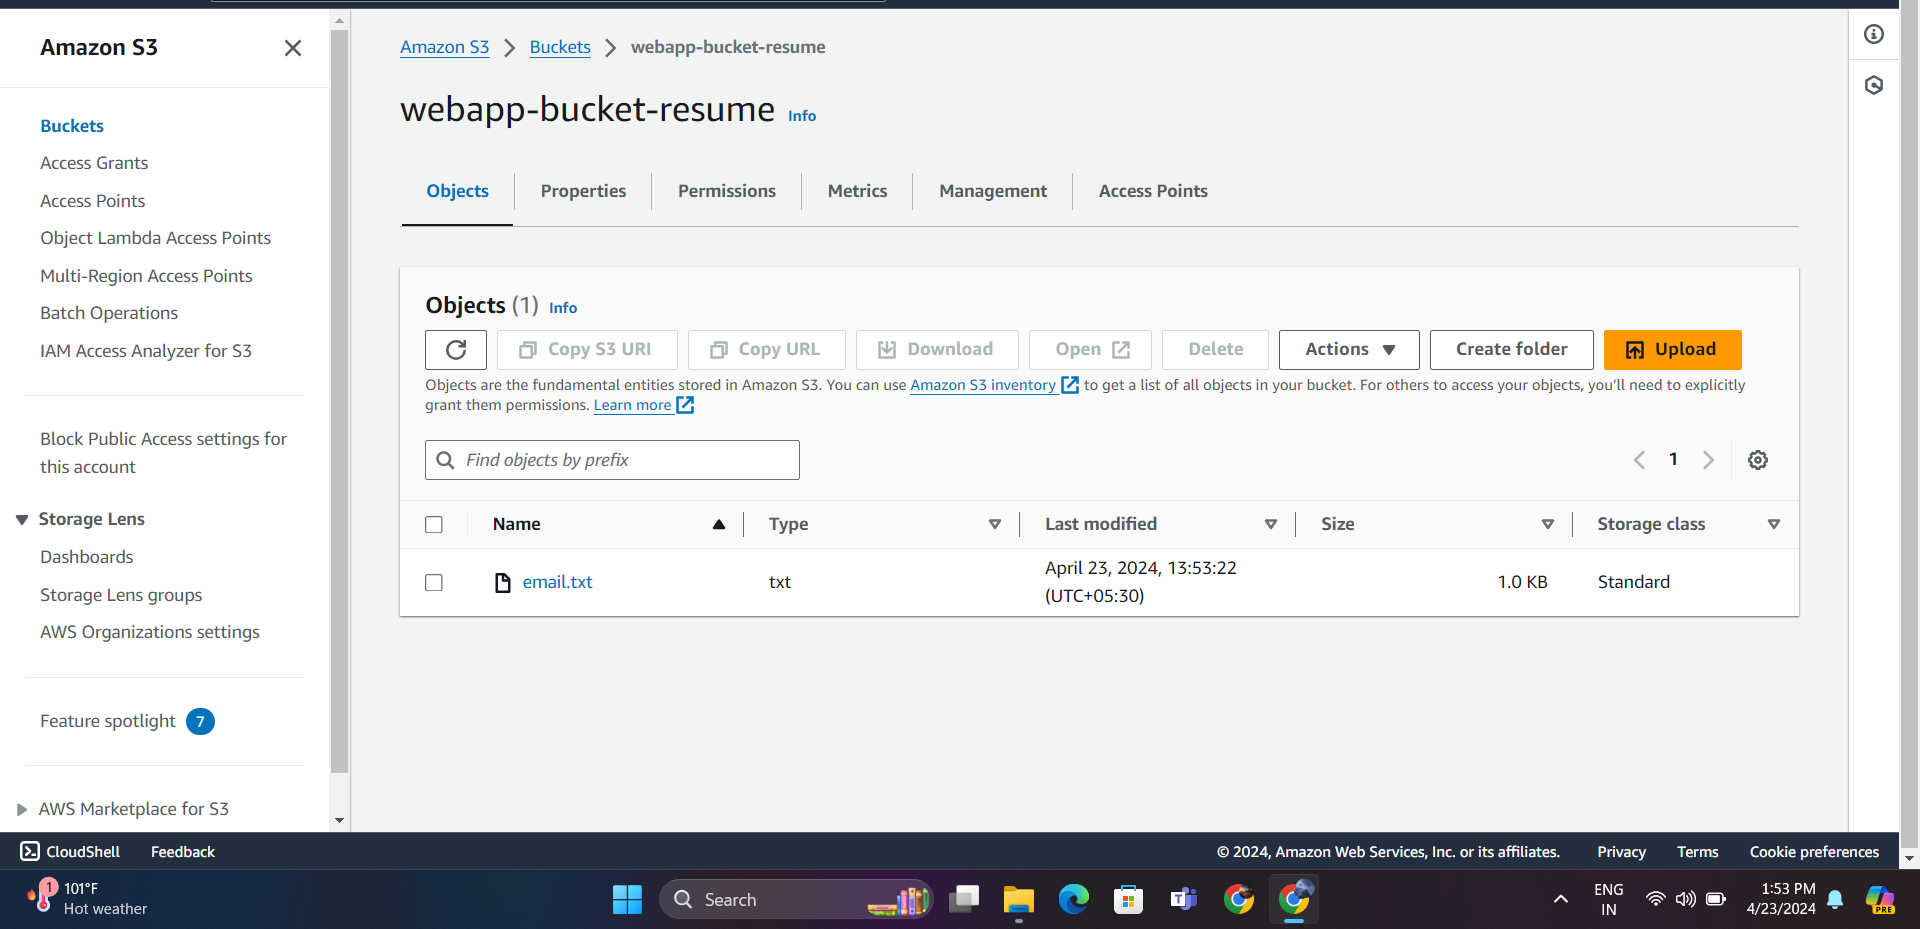 Amazon S3
Buckets
Access Grants
Access Points
Object Lambda Access Points
Multi-Region Access Points
Batch Operations
IAM Access Analyzer for S3
Block Public Access settings for
this account
Storage Lens
Dashboards
Storage Lens groups
AWS Organizations settings
Feature spotlight 7
AWS Marketplace for S3
Amazon S3 Buckets webapp-bucket-resume
webapp-bucket-resume Info
Objects Properties Permissions Metrics Management Access Points
Objects (1) Info
Copy S3 URI Copy URL Download Open Delete Actions Create folder Upload
Objects are the fundamental entities stored in Amazon S3. You can use Amazon S3 inventory to get a list of all objects in your bucket. For others to access your objects, you'll need to explicitly
grant them permissions. Learn more
Find objects by prefix 1
Name Type Last modified Size Storage class
email.txt txt April 23, 2024, 13:53:22 1.0 KB Standard
(UTC+05:30)
CloudShell Feedback © 2024, Amazon Web Services, Inc. or its affiliates. Privacy Terms Cookie preferences
1 101°F
Hot weather
Search
ENG
IN
1:53 PM
4/23/2024
PRE